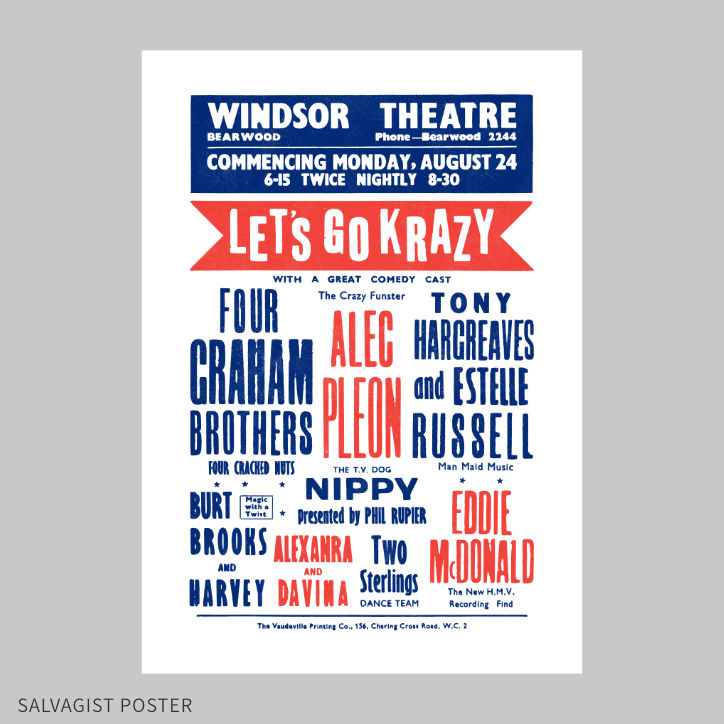 WINDSOR THEATRE
BEARWOOD Phone—Bearwood 2244
COMMENCING MONDAY, AUGUST 24
6-15 TWICE NIGHTLY 8-30
LET'S GO KRAZY
WITH A GREAT COMEDY CAST
FOUR
GRAHAM
BROTHERS
FOUR CRACKED NUTS
The Crazy Funster
ALEC
PLEON
TONY
HARGREAVES
and ESTELLE
RUSSELL
Man Maid Music
THE T.V. DOG
NIPPY
Presented by PHIL RUPIER
BURT
Magic
with a
Twist
BROOKS
AND
HARVEY
ALEXANRA
AND
DAVINA
Two
Sterlings
DANCE TEAM
EDDIE
McDONALD
The New H.M.V.
Recording Find
The Vaudeville Printing Co., 156, Charing Cross Road, W.C. 2
SALVAGIST POSTER